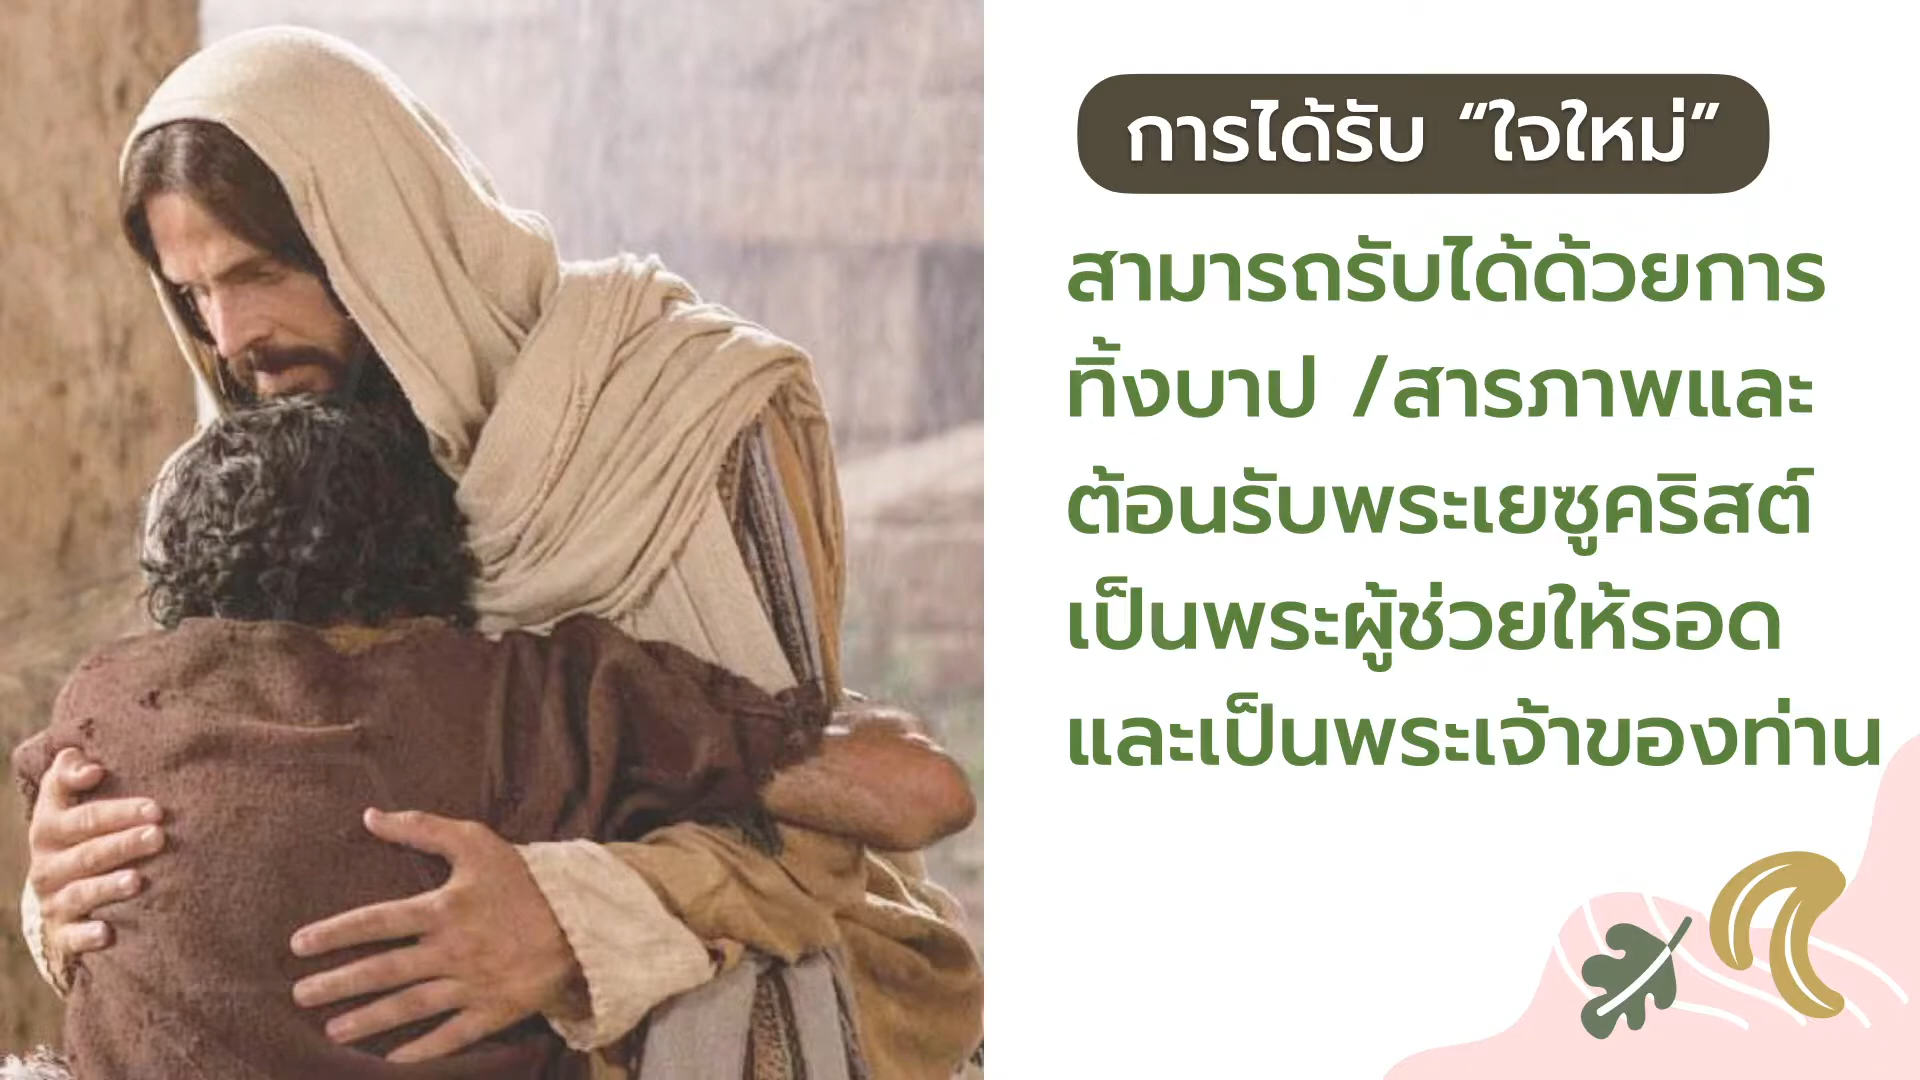 การได้รับ “ใจใหม่”
สามารถรับได้ด้วยการ
ทิ้งบาป /สารภาพและ
ต้อนรับพระเยซูคริสต์
เป็นพระผู้ช่วยให้รอด
และเป็นพระเจ้าของท่าน